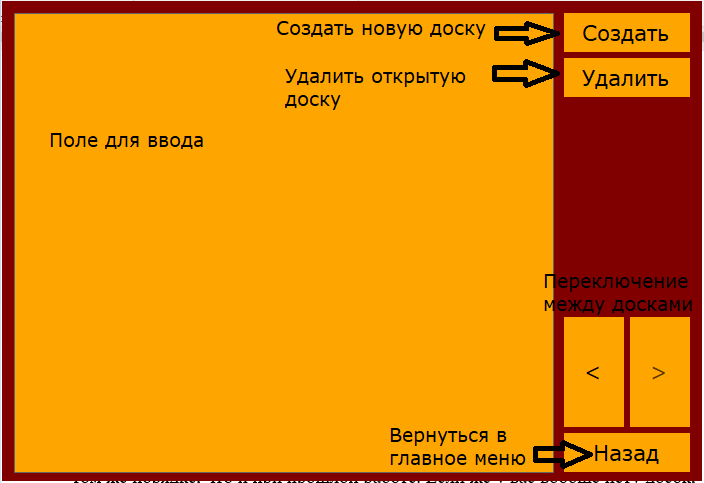 Создать новую доску
Создать
Удалить открытую
доску
Удалить
Поле для ввода
Переключение
между досками
<
>
Вернуться в
главное меню
Назад